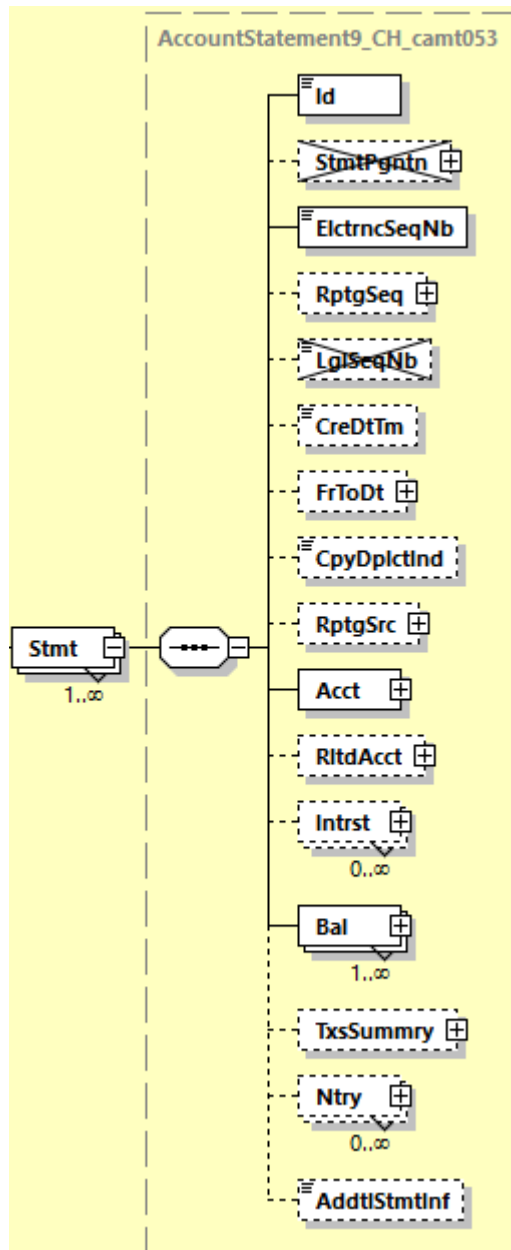 AccountStatement9_CH_camt053
Id
StmtPgntn
ElctrncSeqNb
RptgSeq
LglSeqNb
CreDtTm
FrToDt
CpyDplctInd
RptgSrc
Stmt
1..∞
Acct
RltdAcct
Intrst
0..∞
Bal
1..∞
TxsSummry
Ntry
0..∞
AddtlStmtInf